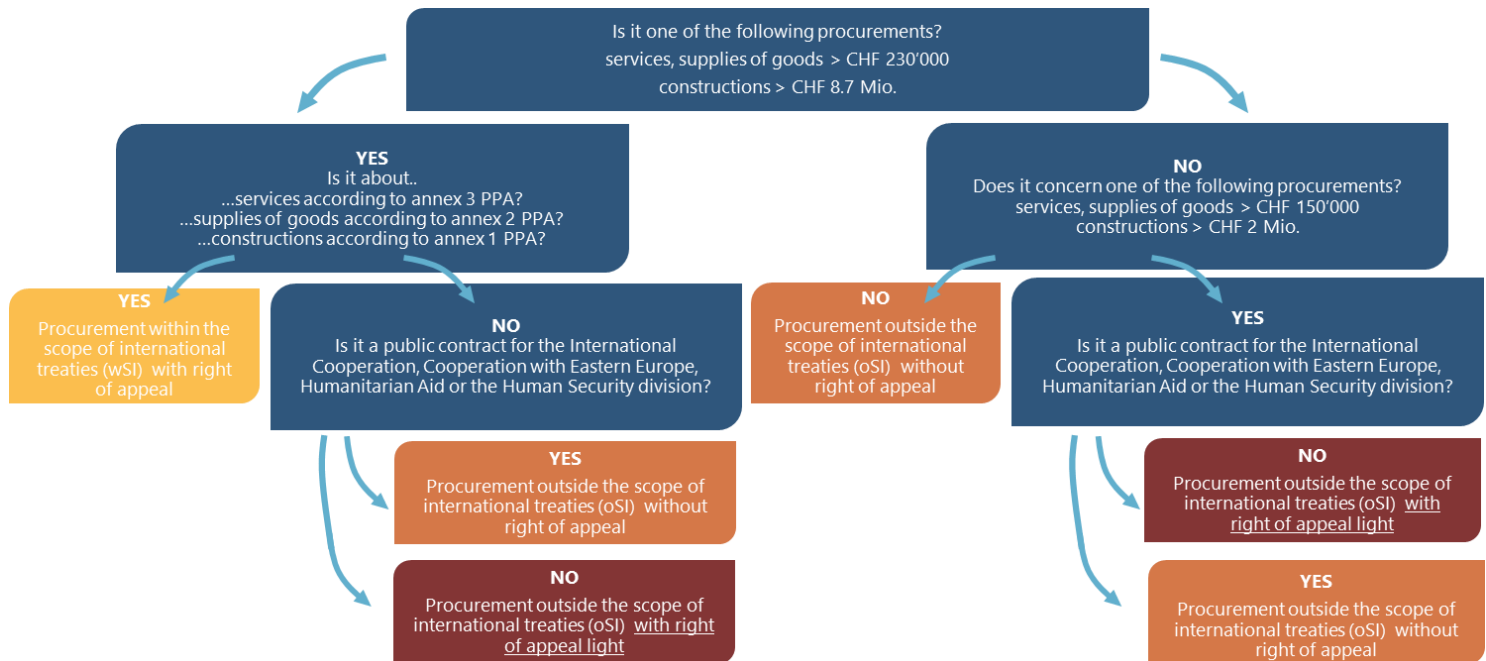 Is it one of the following procurements?
services, supplies of goods > CHF 230’000
constructions > CHF 8.7 Mio.
YES
Is it about..
...services according to annex 3 PPA?
...supplies of goods according to annex 2 PPA?
...constructions according to annex 1 PPA?
NO
Does it concern one of the following procurements?
services, supplies of goods > CHF 150’000
constructions > CHF 2 Mio.
YES
Procurement within the
scope of international
treaties (wSI) with right
of appeal
NO
Is it a public contract for the International
Cooperation, Cooperation with Eastern Europe,
Humanitarian Aid or the Human Security division?
NO
Procurement outside the
scope of international
treaties (oSI) without
right of appeal
YES
Is it a public contract for the International
Cooperation, Cooperation with Eastern Europe,
Humanitarian Aid or the Human Security division?
YES
Procurement outside the scope of
international treaties (oSI) without
right of appeal
NO
Procurement outside the scope of
international treaties (oSI) with right
of appeal light
NO
Procurement outside the scope of
international treaties (oSI) with
right of appeal light
YES
Procurement outside the scope of
international treaties (oSI) without
right of appeal